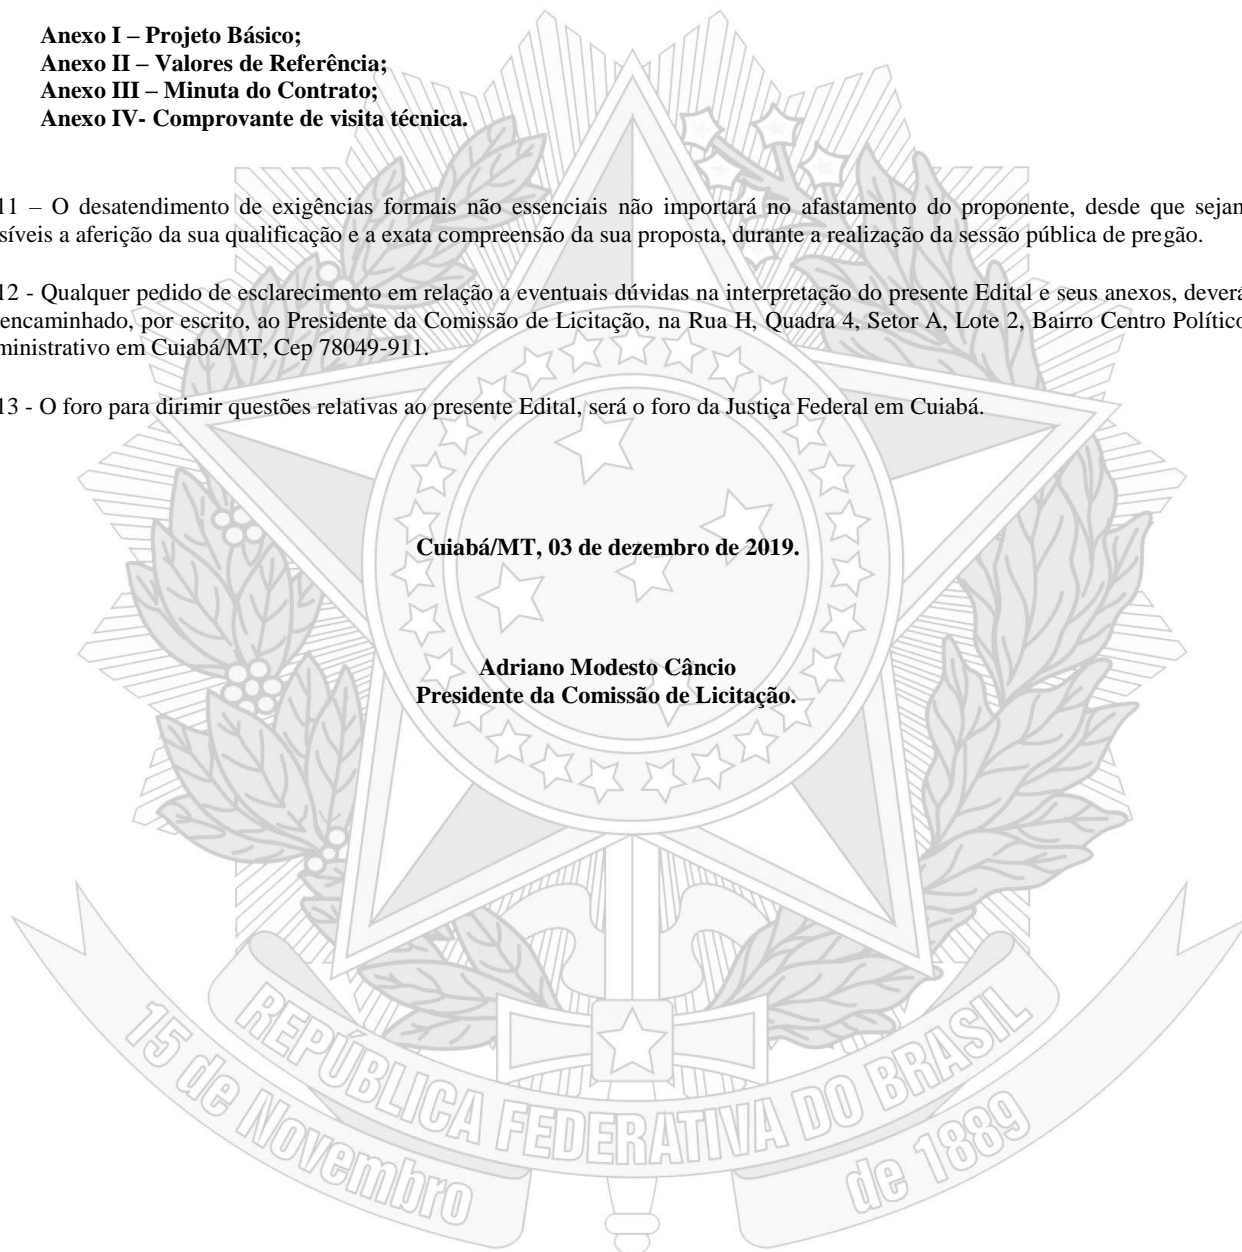 Anexo I – Projeto Básico;
Anexo II – Valores de Referência;
Anexo III – Minuta do Contrato;
Anexo IV- Comprovante de visita técnica.
11 – O desatendimento de exigências formais não essenciais não importará no afastamento do proponente, desde que sejam
síveis a aferição da sua qualificação e a exata compreensão da sua proposta, durante a realização da sessão pública de pregão.
12 - Qualquer pedido de esclarecimento em relação a eventuais dúvidas na interpretação do presente Edital e seus anexos, deverá
encaminhado, por escrito, ao Presidente da Comissão de Licitação, na Rua H, Quadra 4, Setor A, Lote 2, Bairro Centro Político
ministrativo em Cuiabá/MT, Cep 78049-911.
13 - O foro para dirimir questões relativas ao presente Edital, será o foro da Justiça Federal em Cuiabá.
Cuiabá/MT, 03 de dezembro de 2019.
Adriano Modesto Câncio
Presidente da Comissão de Licitação.
REPÚBLICA FEDERATIVA DO BRASIL
15 de Novembro
de 1889